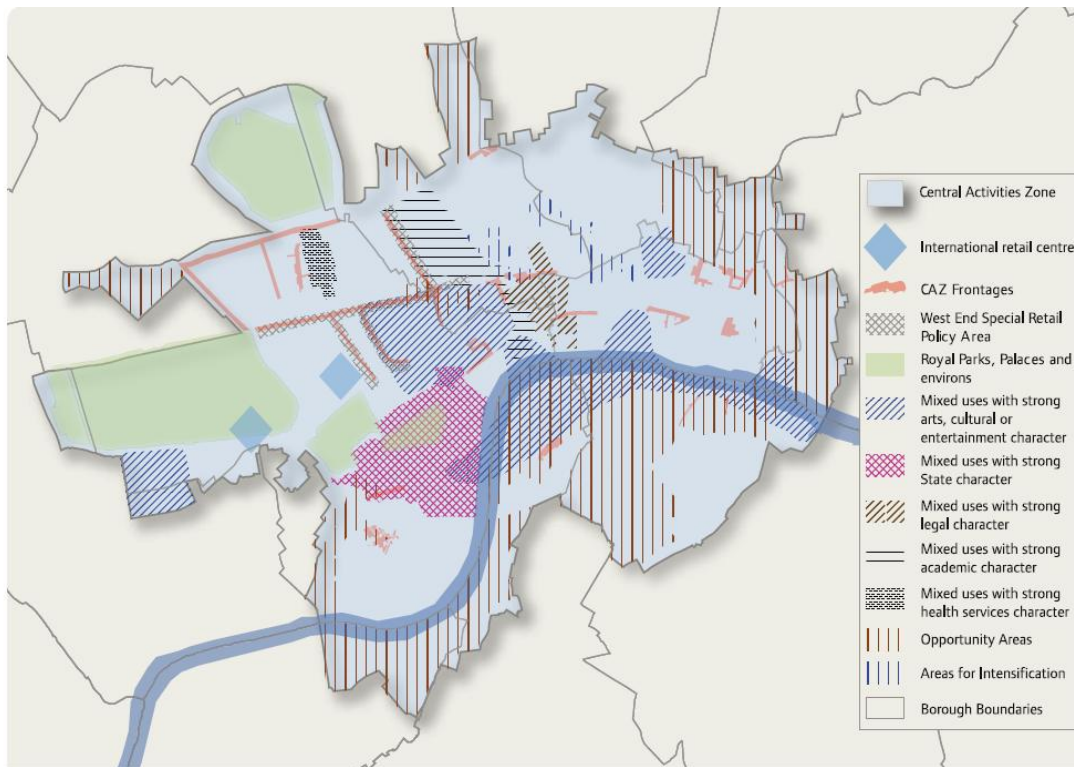 Central Activities Zone
International retail centre
CAZ Frontages
West End Special Retail
Policy Area
Royal Parks, Palaces and
environs
Mixed uses with strong
arts, cultural or
entertainment character
Mixed uses with strong
State character
Mixed uses with strong
legal character
Mixed uses with strong
academic character
Mixed uses with strong
health services character
Opportunity Areas
Areas for Intensification
Borough Boundaries